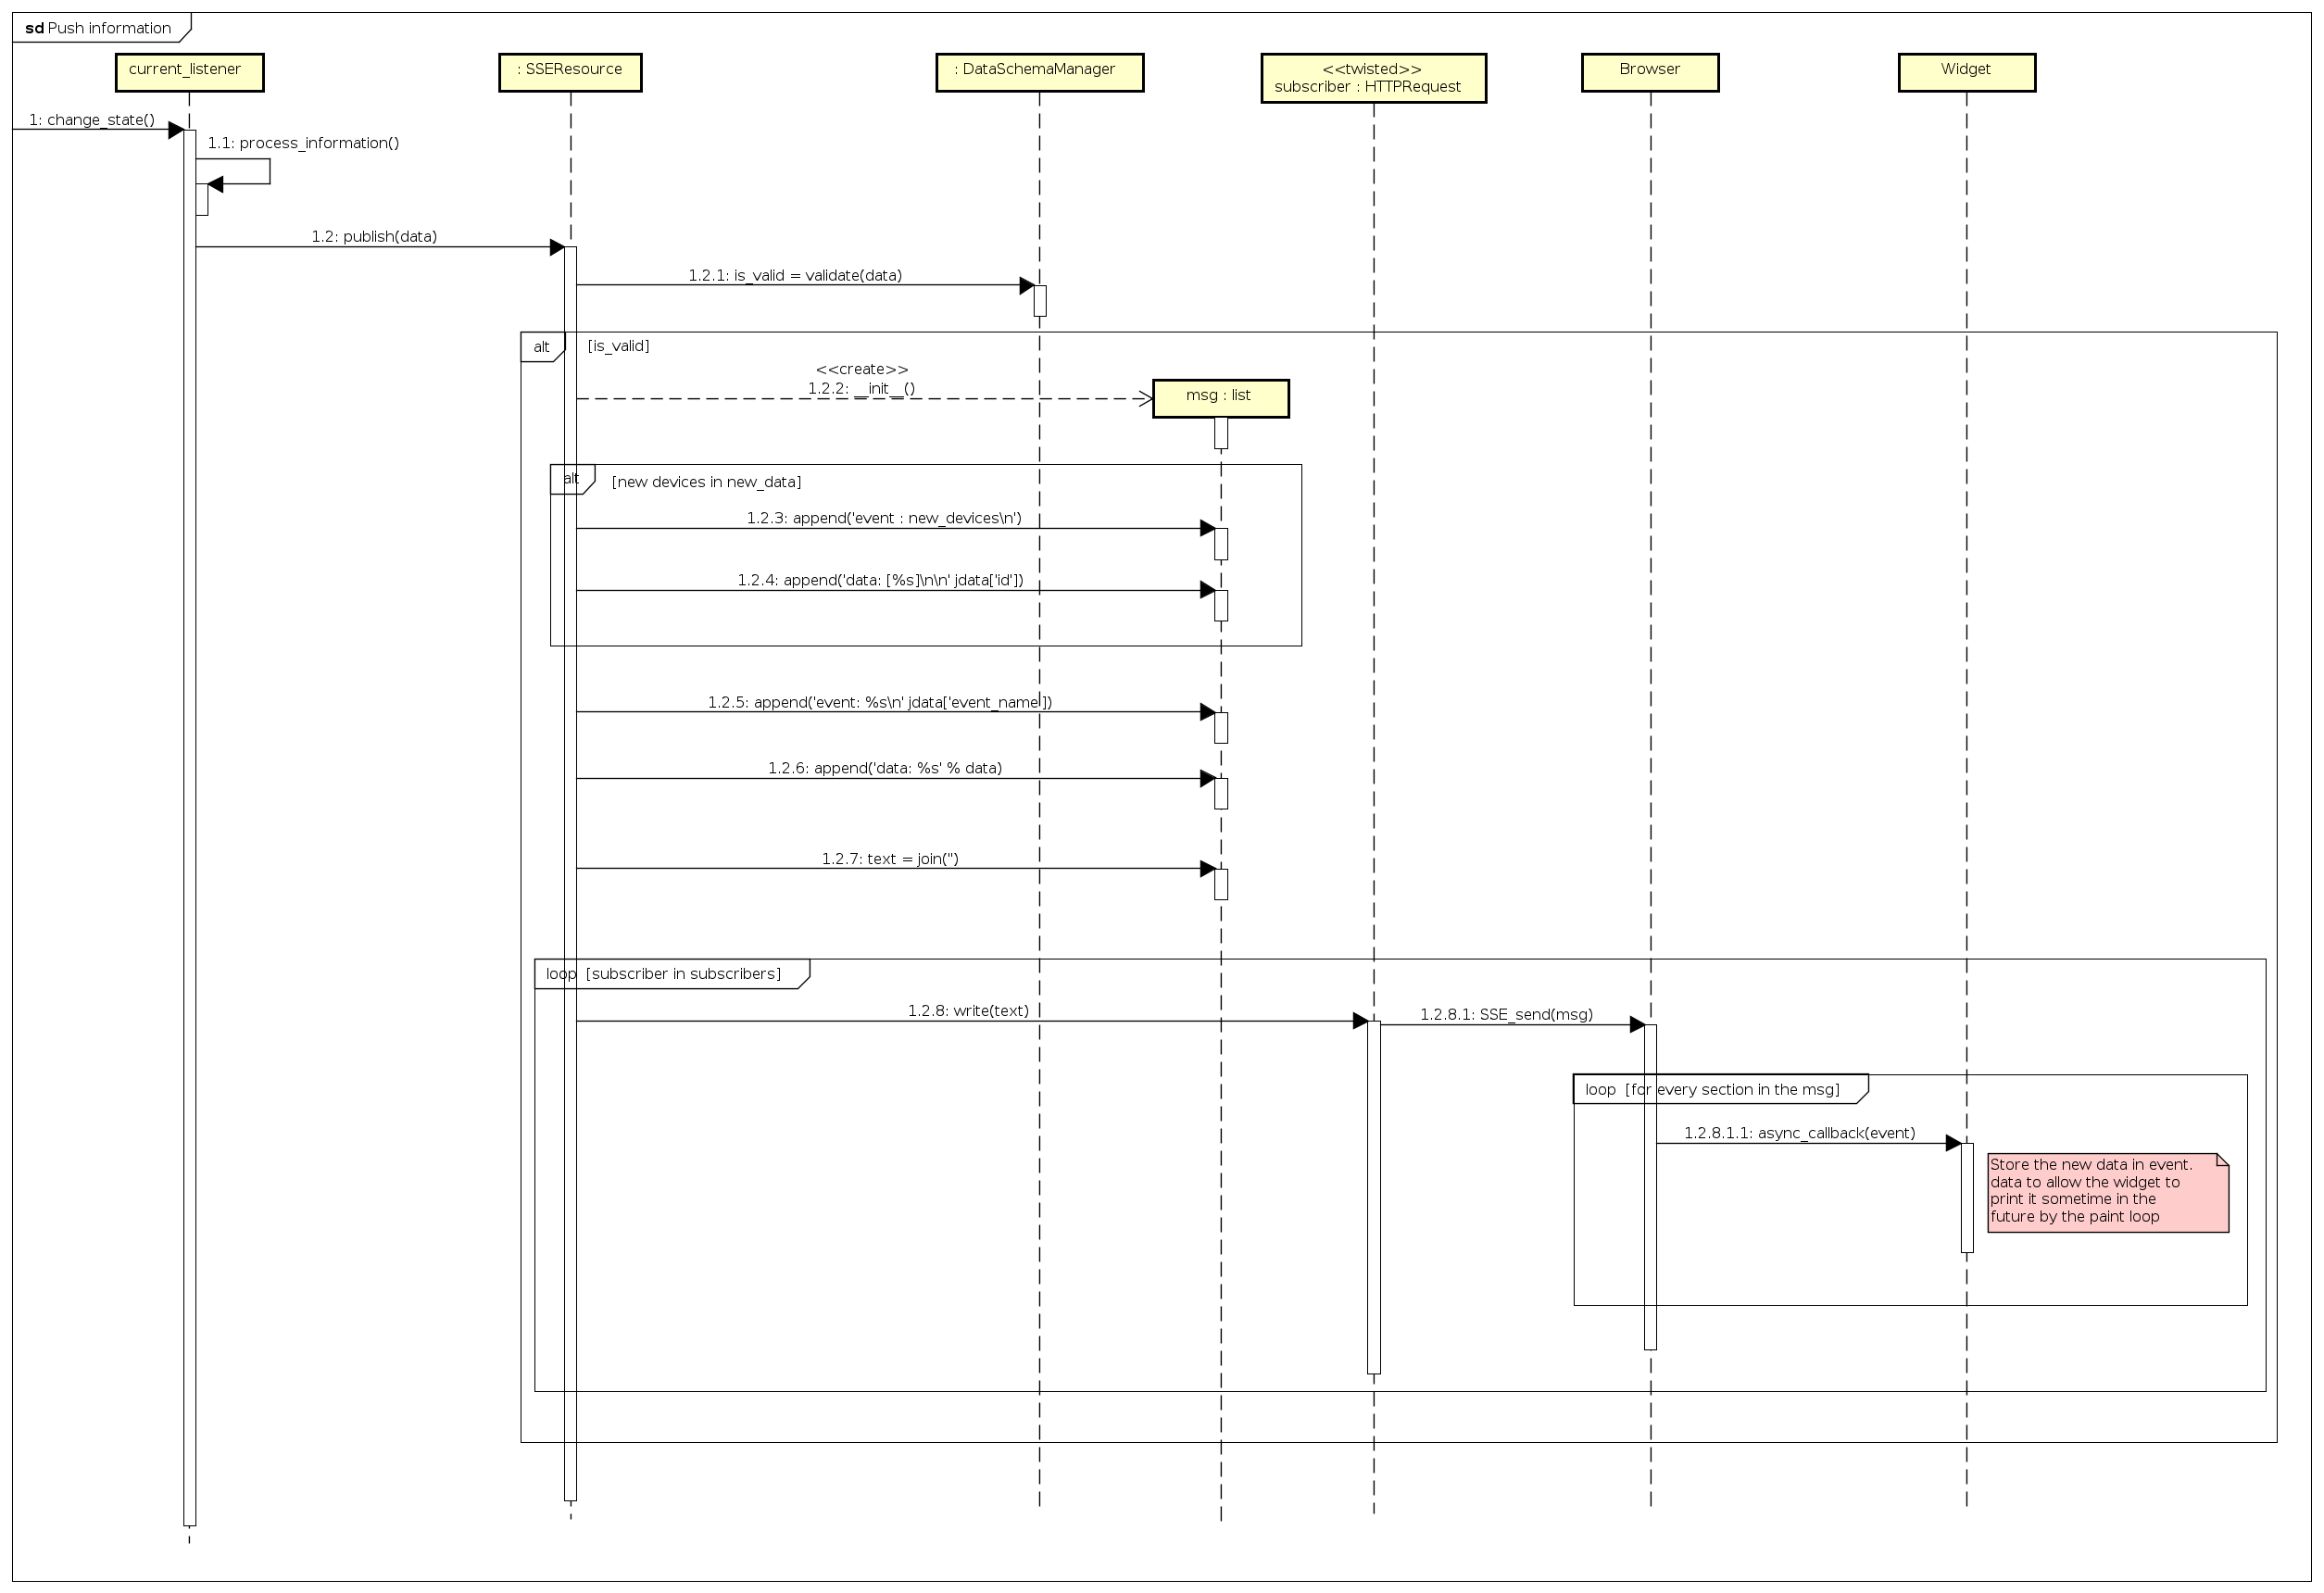 sd Push information
current_listener
: SSEResource
: DataSchemaManager
<<twisted>>
subscriber : HTTPRequest
Browser
Widget
1: change_state()
1.1: process_information()
1.2: publish(data)
1.2.1: is_valid = validate(data)
alt [is_valid]
<<create>>
1.2.2: __init__()
msg : list
alt [new devices in new_data]
1.2.3: append('event : new_devices\n')
1.2.4: append('data: [%s]\n\n' jdata['id'])
1.2.5: append('event: %s\n' jdata['event_name'])
1.2.6: append('data: %s' % data)
1.2.7: text = join('')
loop [subscriber in subscribers]
1.2.8: write(text)
1.2.8.1: SSE_send(msg)
loop [for every section in the msg]
1.2.8.1.1: async_callback(event)
Store the new data in event.
data to allow the widget to
print it sometime in the
future by the paint loop